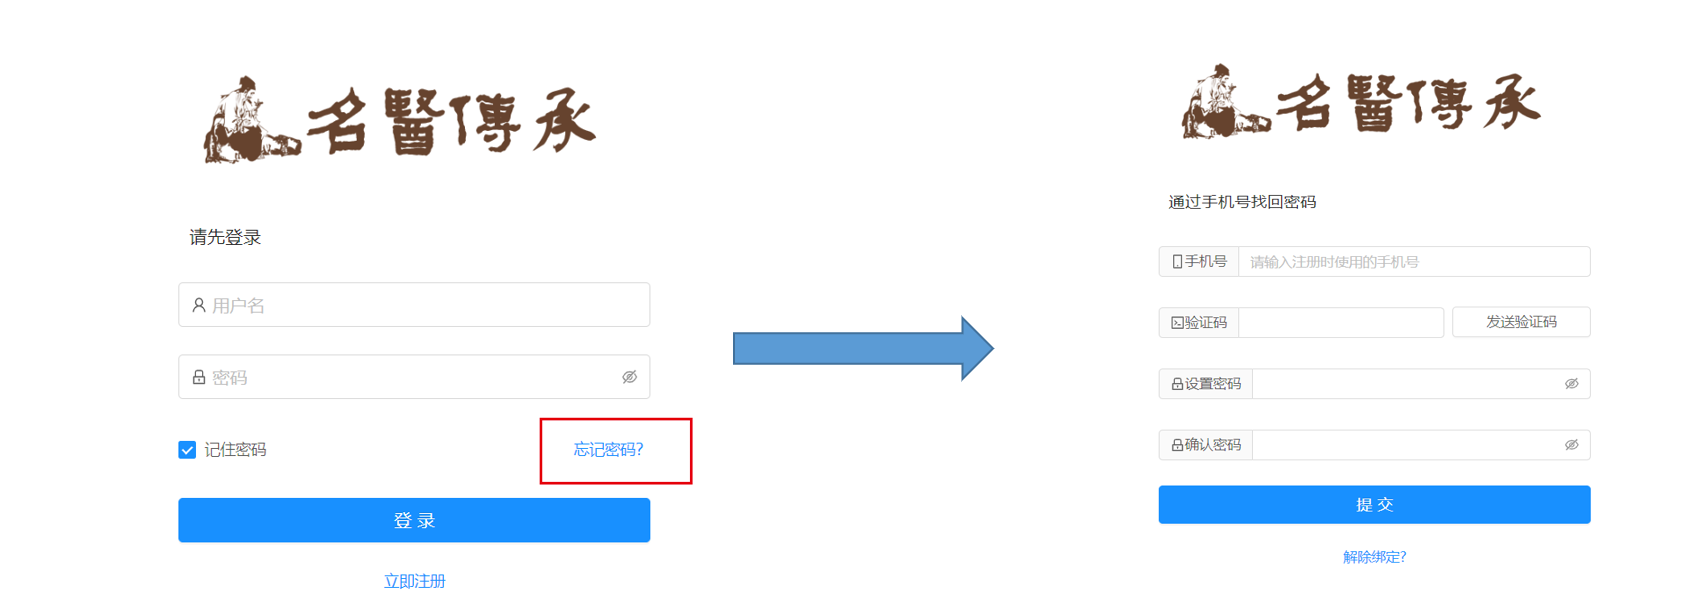 名醫傳承
请先登录
用户名
密码
记住密码
忘记密码?
登 录
立即注册
名醫傳承
通过手机号找回密码
手机号 请输入注册时使用的手机号
验证码 发送验证码
设置密码
确认密码
提 交
解除绑定?